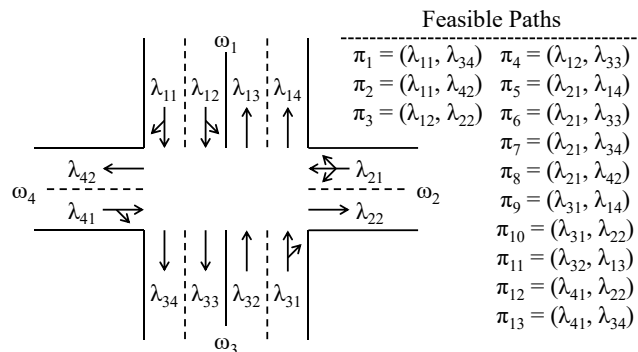 ω₁
λ₁₁ λ₁₂ λ₁₃ λ₁₄
λ₄₂ λ₂₁
ω₄ ω₂
λ₄₁ λ₂₂
λ₃₄ λ₃₃ λ₃₂ λ₃₁
ω₃
Feasible Paths
π₁ = (λ₁₁, λ₃₄) π₄ = (λ₁₂, λ₃₃)
π₂ = (λ₁₁, λ₄₂) π₅ = (λ₂₁, λ₁₄)
π₃ = (λ₁₂, λ₂₂) π₆ = (λ₂₁, λ₃₃)
π₇ = (λ₂₁, λ₃₄)
π₈ = (λ₂₁, λ₄₂)
π₉ = (λ₃₁, λ₁₄)
π₁₀ = (λ₃₁, λ₂₂)
π₁₁ = (λ₃₂, λ₁₃)
π₁₂ = (λ₄₁, λ₂₂)
π₁₃ = (λ₄₁, λ₃₄)